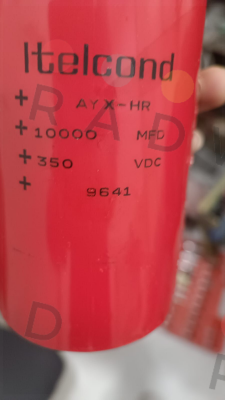 Itelcond
+ AYX-HR
+ 10000 MFD
+ 350 VDC
+ 9641
R A D
D
R